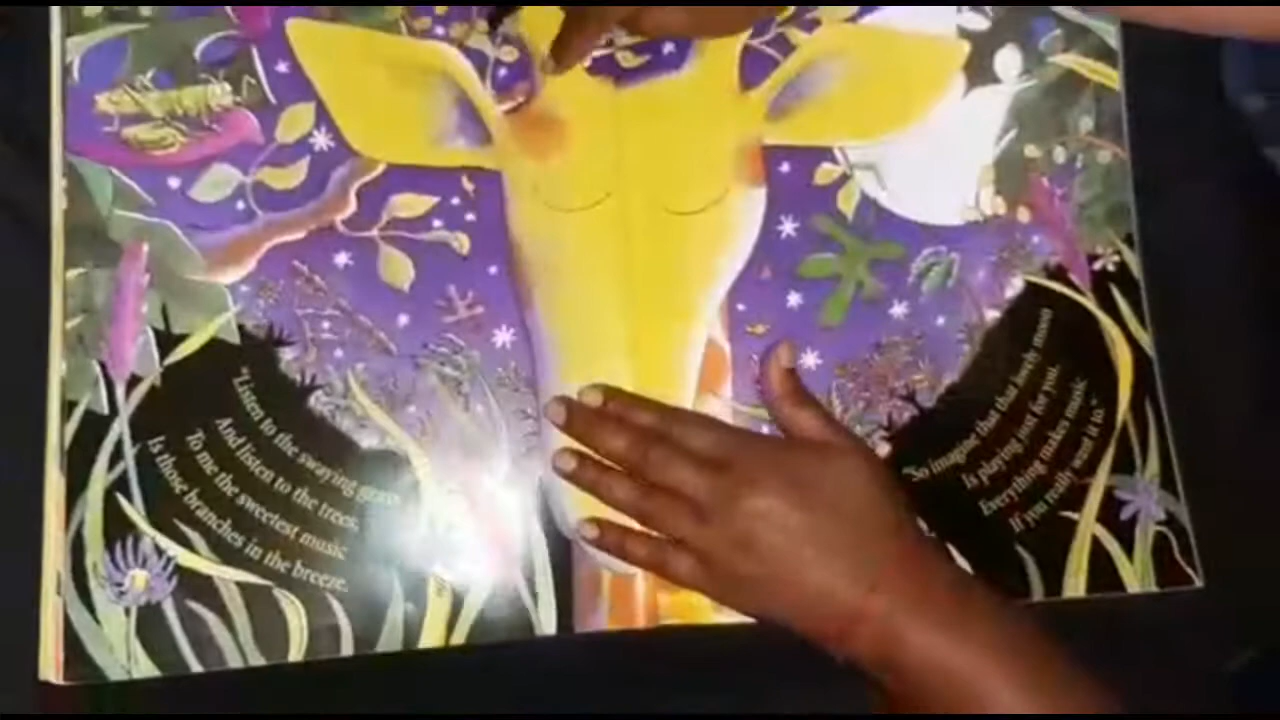 "Listen to the swaying grass
And listen to the trees.
To me the sweetest music
Is those branches in the breeze.
"So imagine that that lovely moon
Is playing just for you.
Everything makes music
If you really want it to."